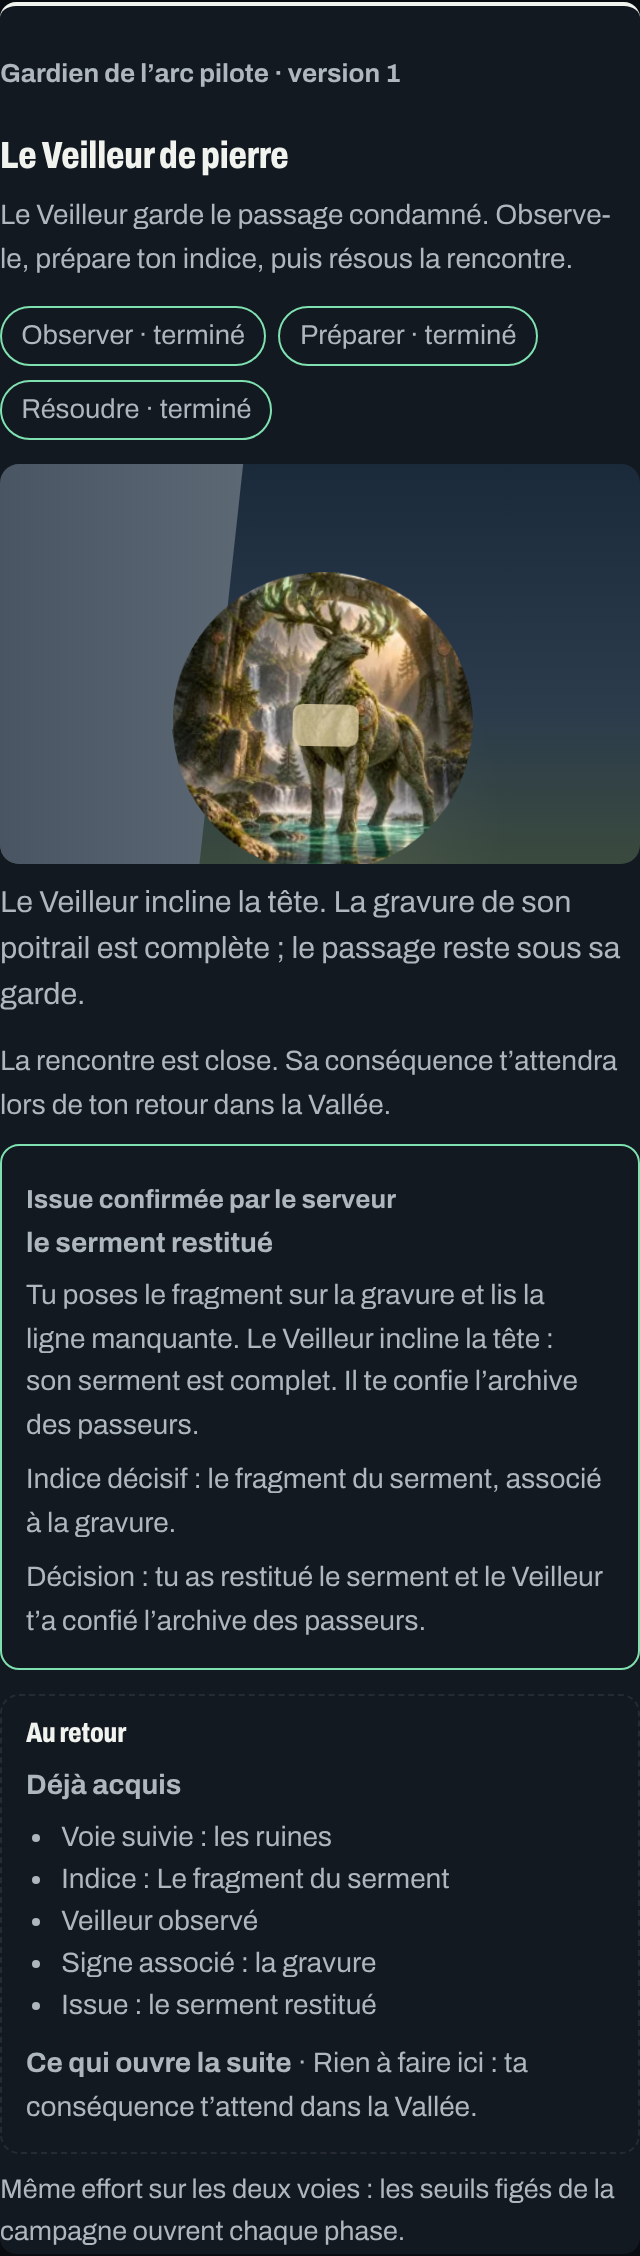 Gardien de l’arc pilote · version 1
Le Veilleur de pierre
Le Veilleur garde le passage condamné. Observe-
le, prépare ton indice, puis résous la rencontre.
Observer · terminé
Préparer · terminé
Résoudre · terminé
Le Veilleur incline la tête. La gravure de son
poitrail est complète ; le passage reste sous sa
garde.
La rencontre est close. Sa conséquence t’attendra
lors de ton retour dans la Vallée.
Issue confirmée par le serveur
le serment restitué
Tu poses le fragment sur la gravure et lis la
ligne manquante. Le Veilleur incline la tête :
son serment est complet. Il te confie l’archive
des passeurs.
Indice décisif : le fragment du serment, associé
à la gravure.
Décision : tu as restitué le serment et le Veilleur
t’a confié l’archive des passeurs.
Au retour
Déjà acquis
• Voie suivie : les ruines
• Indice : Le fragment du serment
• Veilleur observé
• Signe associé : la gravure
• Issue : le serment restitué
Ce qui ouvre la suite · Rien à faire ici : ta
conséquence t’attend dans la Vallée.
Même effort sur les deux voies : les seuils figés de la
campagne ouvrent chaque phase.